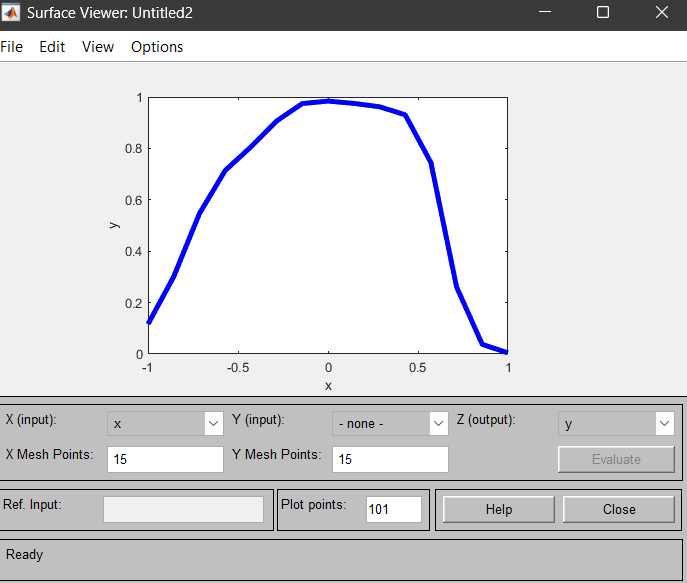 Surface Viewer: Untitled2
File Edit View Options
1
0.8
0.6
0.4
0.2
0
y
-1 -0.5 0 0.5 1
x
X (input): x Y (input): - none - Z (output): y
X Mesh Points: 15 Y Mesh Points: 15 Evaluate
Ref. Input: Plot points: 101 Help Close
Ready